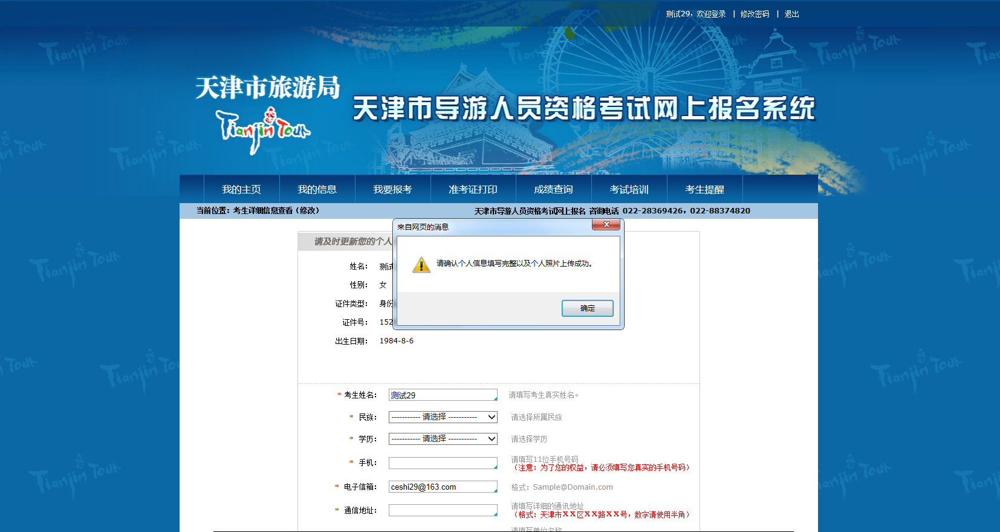 测试29，欢迎登录 | 修改密码 | 退出
天津市旅游局
Tianjin Tour
天津市导游人员资格考试网上报名系统
我的主页 我的信息 我要报考 准考证打印 成绩查询 考试培训 考生提醒
当前位置：考生详细信息查看（修改） 天津市导游人员资格考试网上报名 咨询电话 022-28369426，022-88374820
来自网页的消息
请及时更新您的个人
请确认个人信息填写完整以及个人照片上传成功。
确定
姓名： 测试
性别： 女
证件类型： 身份
证件号： 152
出生日期： 1984-8-6
* 考生姓名： 测试29 请填写考生真实姓名。
* 民族： ----------- 请选择 ----------- 请选择所属民族
* 学历： ----------- 请选择 ----------- 请选择学历
* 手机： 请填写11位手机号码
（注意：为了您的权益，请必须填写您真实的手机号码）
* 电子信箱： ceshi29@163.com 格式：Sample@Domain.com
* 通信地址： 请填写详细的通讯地址
（格式：天津市ＸＸ区ＸＸ路ＸＸ号，数字请使用半角）
请填写单位名称